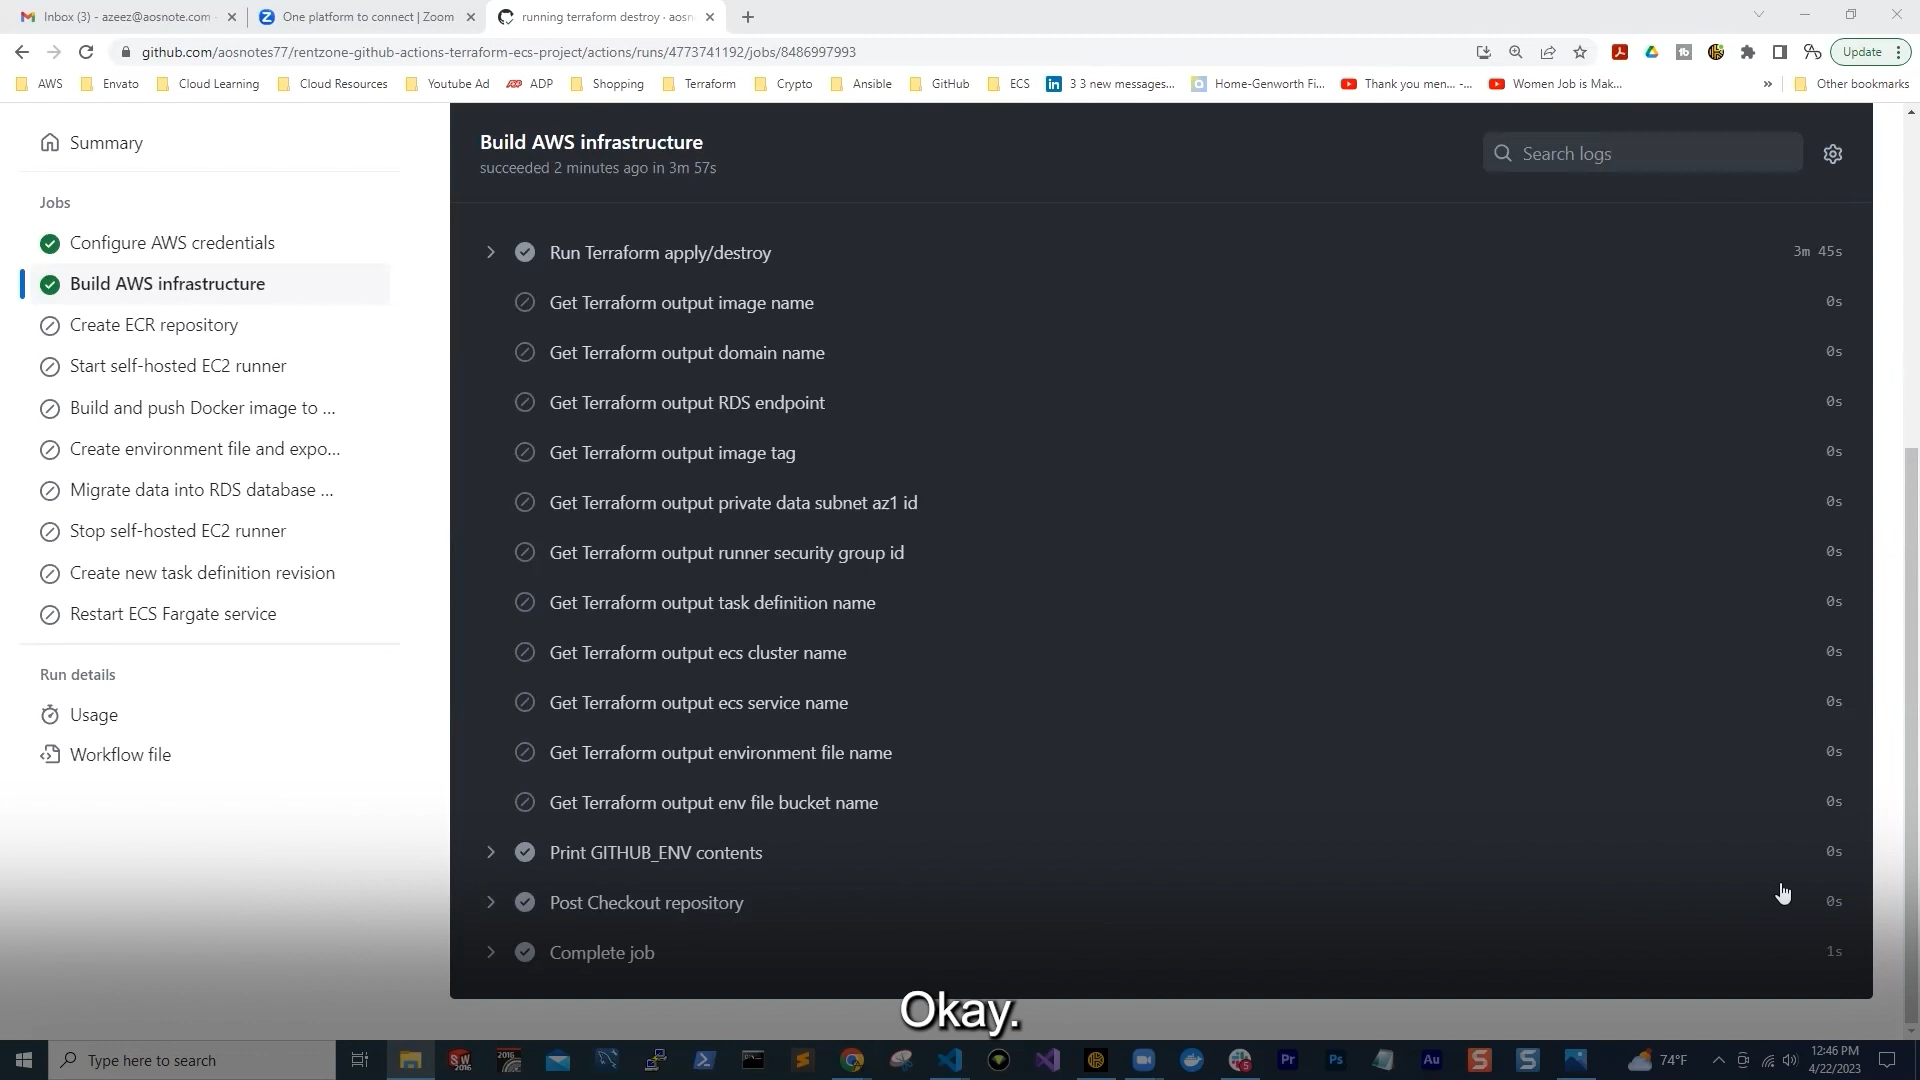 Inbox (3) - azeez@aosnote.com
One platform to connect | Zoom
running terraform destroy · aosn
github.com/aosnotes77/rentzone-github-actions-terraform-ecs-project/actions/runs/4773741192/jobs/8486997993
Update
AWS
Envato
Cloud Learning
Cloud Resources
Youtube Ad
ADP
Shopping
Terraform
Crypto
Ansible
GitHub
ECS
3 3 new messages...
Home-Genworth Fi...
Thank you men... -...
Women Job is Mak...
»
Other bookmarks
Summary
Jobs
Configure AWS credentials
Build AWS infrastructure
Create ECR repository
Start self-hosted EC2 runner
Build and push Docker image to ...
Create environment file and expo...
Migrate data into RDS database ...
Stop self-hosted EC2 runner
Create new task definition revision
Restart ECS Fargate service
Run details
Usage
Workflow file
Build AWS infrastructure
succeeded 2 minutes ago in 3m 57s
Search logs
Run Terraform apply/destroy 3m 45s
Get Terraform output image name 0s
Get Terraform output domain name 0s
Get Terraform output RDS endpoint 0s
Get Terraform output image tag 0s
Get Terraform output private data subnet az1 id 0s
Get Terraform output runner security group id 0s
Get Terraform output task definition name 0s
Get Terraform output ecs cluster name 0s
Get Terraform output ecs service name 0s
Get Terraform output environment file name 0s
Get Terraform output env file bucket name 0s
Print GITHUB_ENV contents 0s
Post Checkout repository 0s
Complete job 1s
Okay.
Type here to search
SW
2016
2016
5
Pr
Ps
Au
S
S
74°F
12:46 PM
4/22/2023